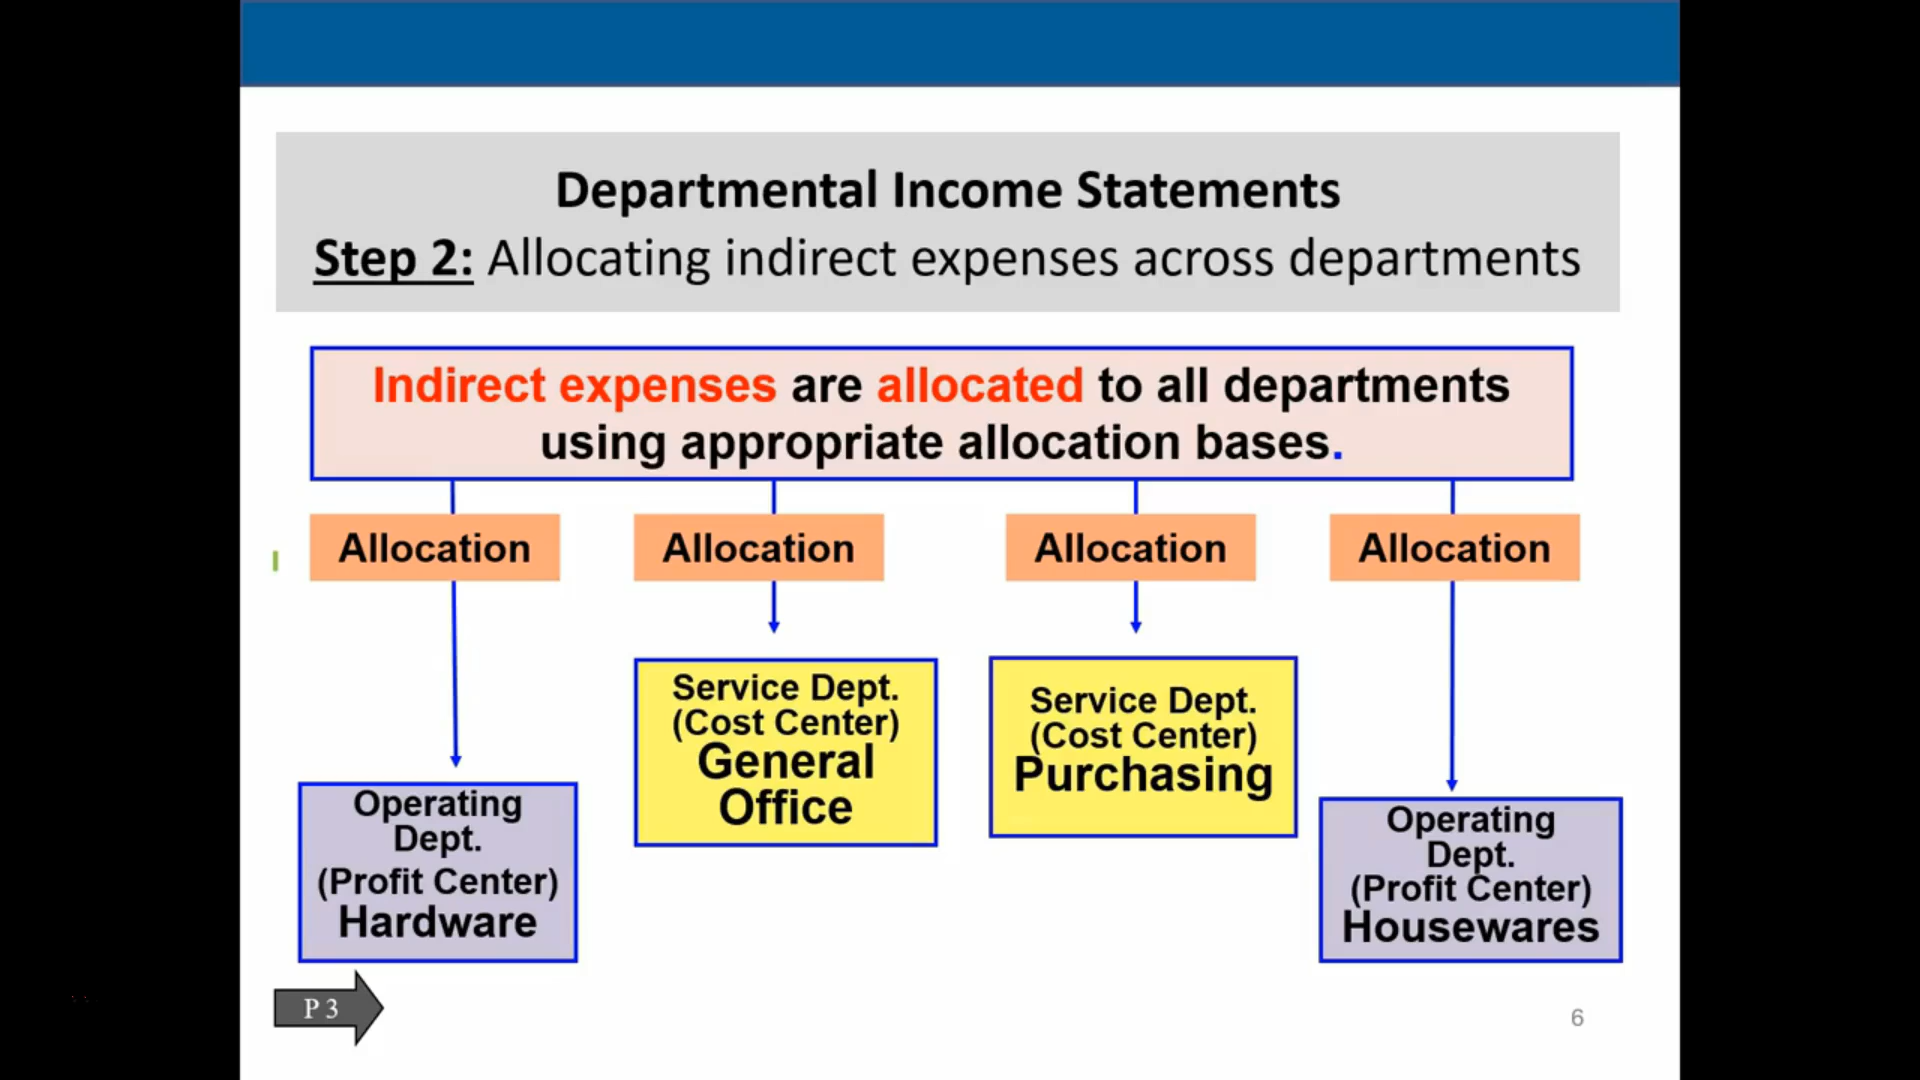 Departmental Income Statements
Step 2: Allocating indirect expenses across departments
Indirect expenses are allocated to all departments
using appropriate allocation bases.
Allocation
Allocation
Allocation
Allocation
Operating
Dept.
(Profit Center)
Hardware
Service Dept.
(Cost Center)
General
Office
Service Dept.
(Cost Center)
Purchasing
Operating
Dept.
(Profit Center)
Housewares
P 3
6